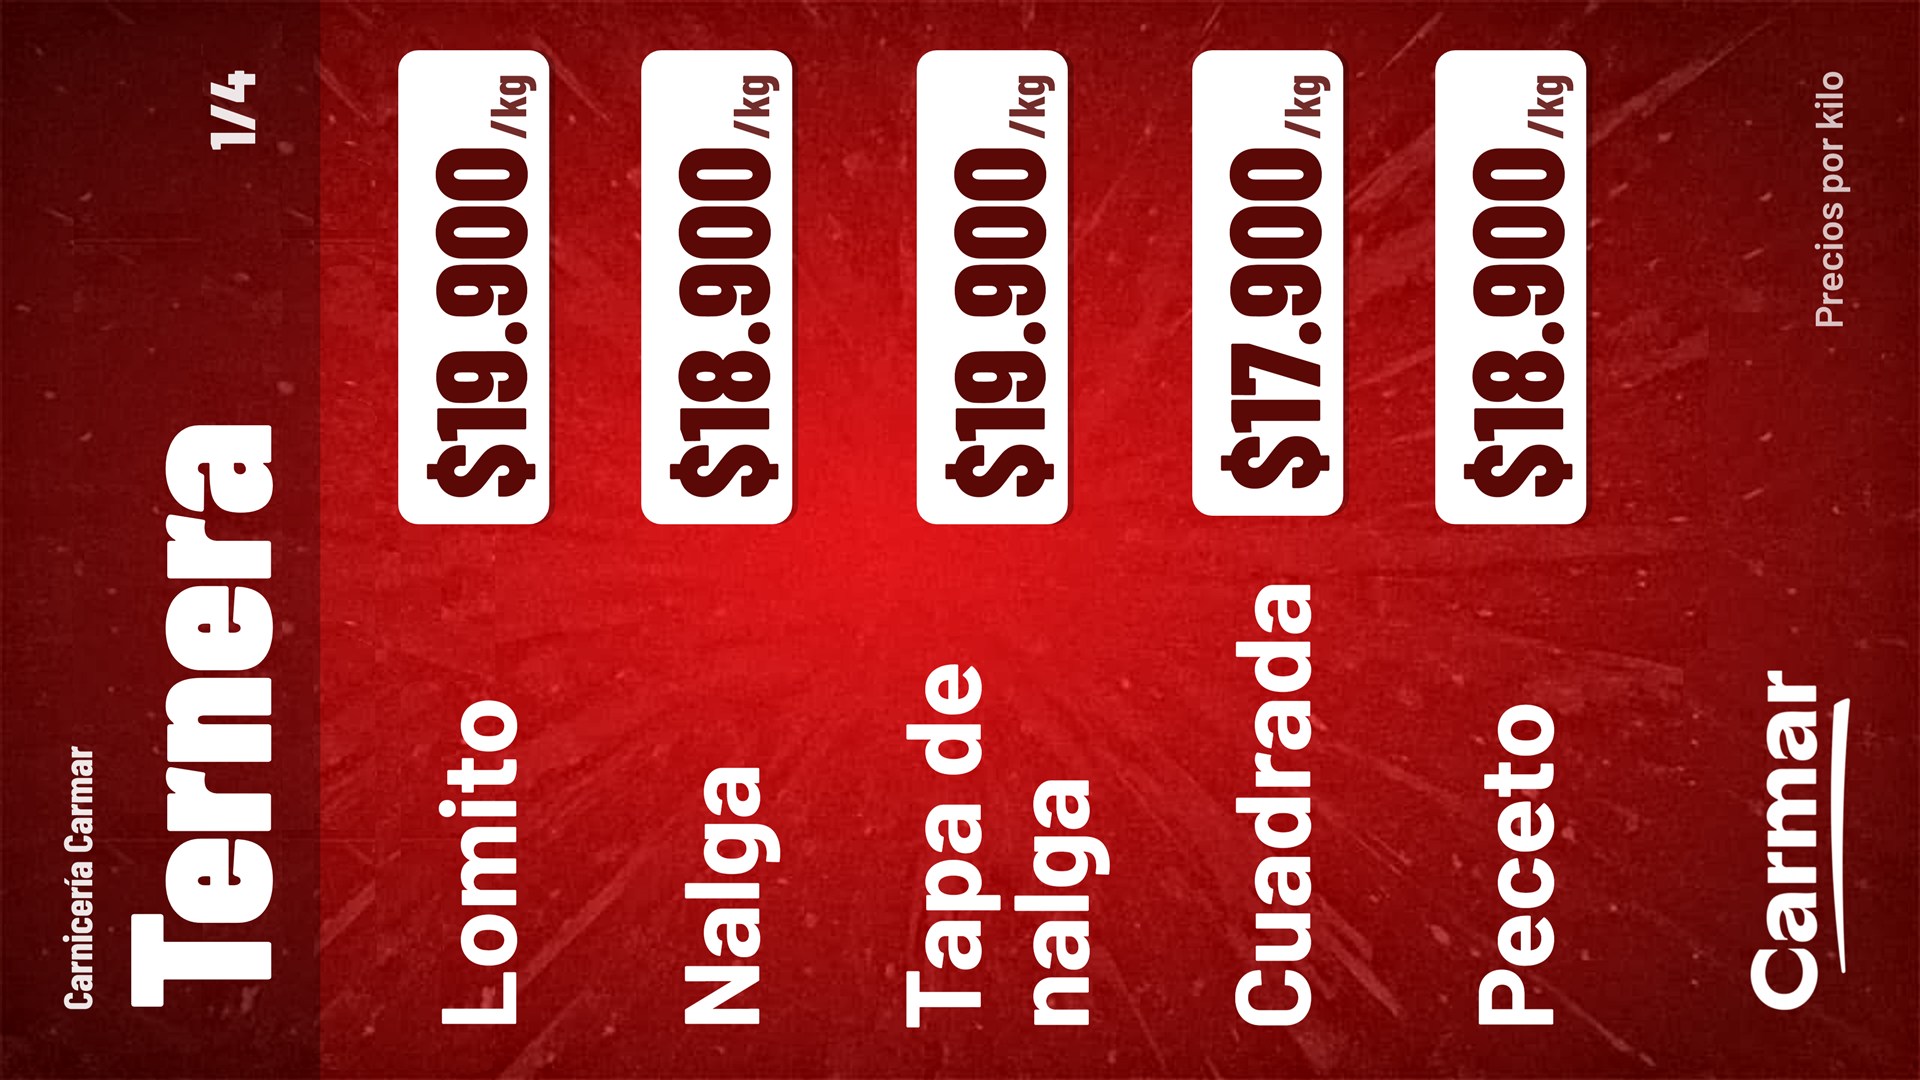 Carnicería Carmar
Ternera
1/4
Lomito
$19.900/kg
Nalga
$18.900/kg
Tapa de
nalga
$19.900/kg
Cuadrada
$17.900/kg
Peceto
$18.900/kg
Carmar
Precios por kilo